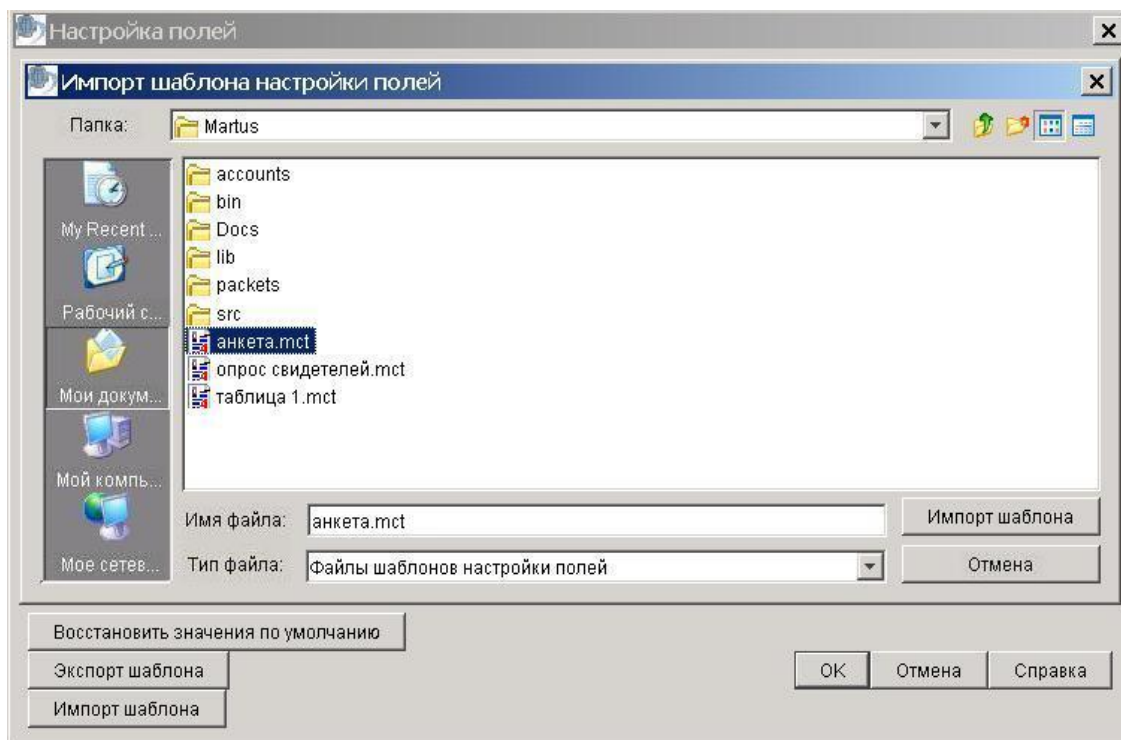 Настройка полей
Импорт шаблона настройки полей
Папка:
Martus
accounts
bin
Docs
lib
packets
src
анкета.mct
опрос свидетелей.mct
таблица 1.mct
My Recent ...
Рабочий с...
Мои докум...
Мой компь...
Мое сетев...
Имя файла:
анкета.mct
Импорт шаблона
Тип файла:
Файлы шаблонов настройки полей
Отмена
Восстановить значения по умолчанию
Экспорт шаблона
OK
Отмена
Справка
Импорт шаблона